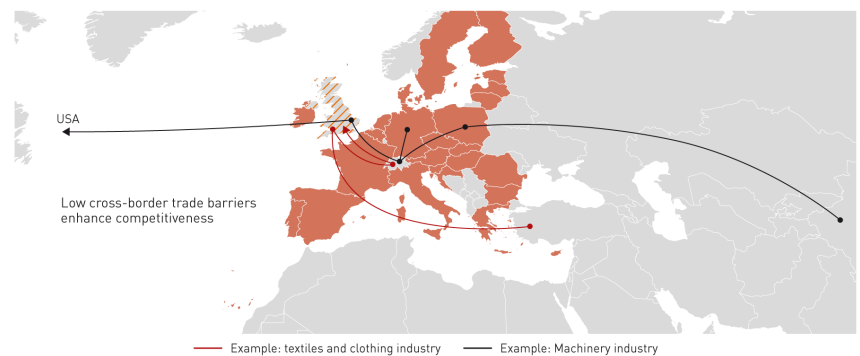 USA
Low cross-border trade barriers
enhance competitiveness
Example: textiles and clothing industry
Example: Machinery industry